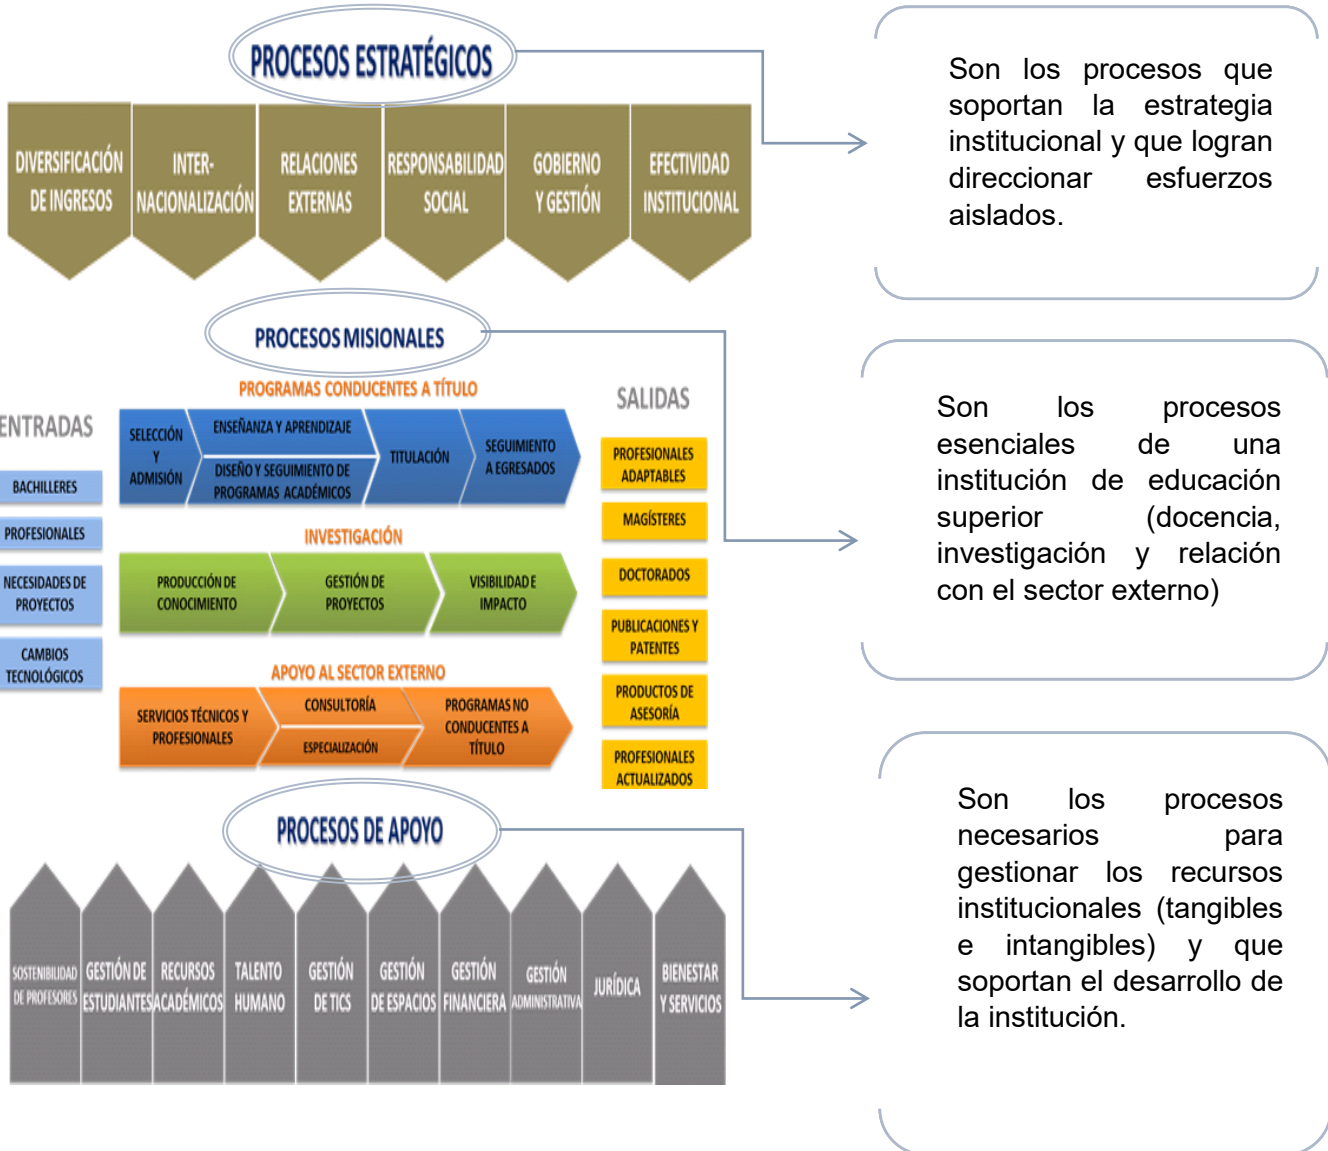 PROCESOS ESTRATÉGICOS
DIVERSIFICACIÓN
DE INGRESOS
INTER-
NACIONALIZACIÓN
RELACIONES
EXTERNAS
RESPONSABILIDAD
SOCIAL
GOBIERNO
Y GESTIÓN
EFECTIVIDAD
INSTITUCIONAL
Son los procesos que
soportan la estrategia
institucional y que logran
direccionar esfuerzos
aislados.
PROCESOS MISIONALES
ENTRADAS
BACHILLERES
PROFESIONALES
NECESIDADES DE
PROYECTOS
CAMBIOS
TECNOLÓGICOS
PROGRAMAS CONDUCENTES A TÍTULO
SELECCIÓN
Y
ADMISIÓN
ENSEÑANZA Y APRENDIZAJE
DISEÑO Y SEGUIMIENTO DE
PROGRAMAS ACADÉMICOS
TITULACIÓN
SEGUIMIENTO
A EGRESADOS
INVESTIGACIÓN
PRODUCCIÓN DE
CONOCIMIENTO
GESTIÓN DE
PROYECTOS
VISIBILIDAD E
IMPACTO
APOYO AL SECTOR EXTERNO
SERVICIOS TÉCNICOS Y
PROFESIONALES
CONSULTORÍA
ESPECIALIZACIÓN
PROGRAMAS NO
CONDUCENTES A
TÍTULO
SALIDAS
PROFESIONALES
ADAPTABLES
MAGÍSTERES
DOCTORADOS
PUBLICACIONES Y
PATENTES
PRODUCTOS DE
ASESORÍA
PROFESIONALES
ACTUALIZADOS
Son los procesos
esenciales de una
institución de educación
superior (docencia,
investigación y relación
con el sector externo)
PROCESOS DE APOYO
SOSTENIBILIDAD
DE PROFESORES
GESTIÓN DE
ESTUDIANTES
RECURSOS
ACADÉMICOS
TALENTO
HUMANO
GESTIÓN
DE TICS
GESTIÓN
DE ESPACIOS
GESTIÓN
FINANCIERA
GESTIÓN
ADMINISTRATIVA
JURÍDICA
BIENESTAR
Y SERVICIOS
Son los procesos
necesarios para
gestionar los recursos
institucionales (tangibles
e intangibles) y que
soportan el desarrollo de
la institución.